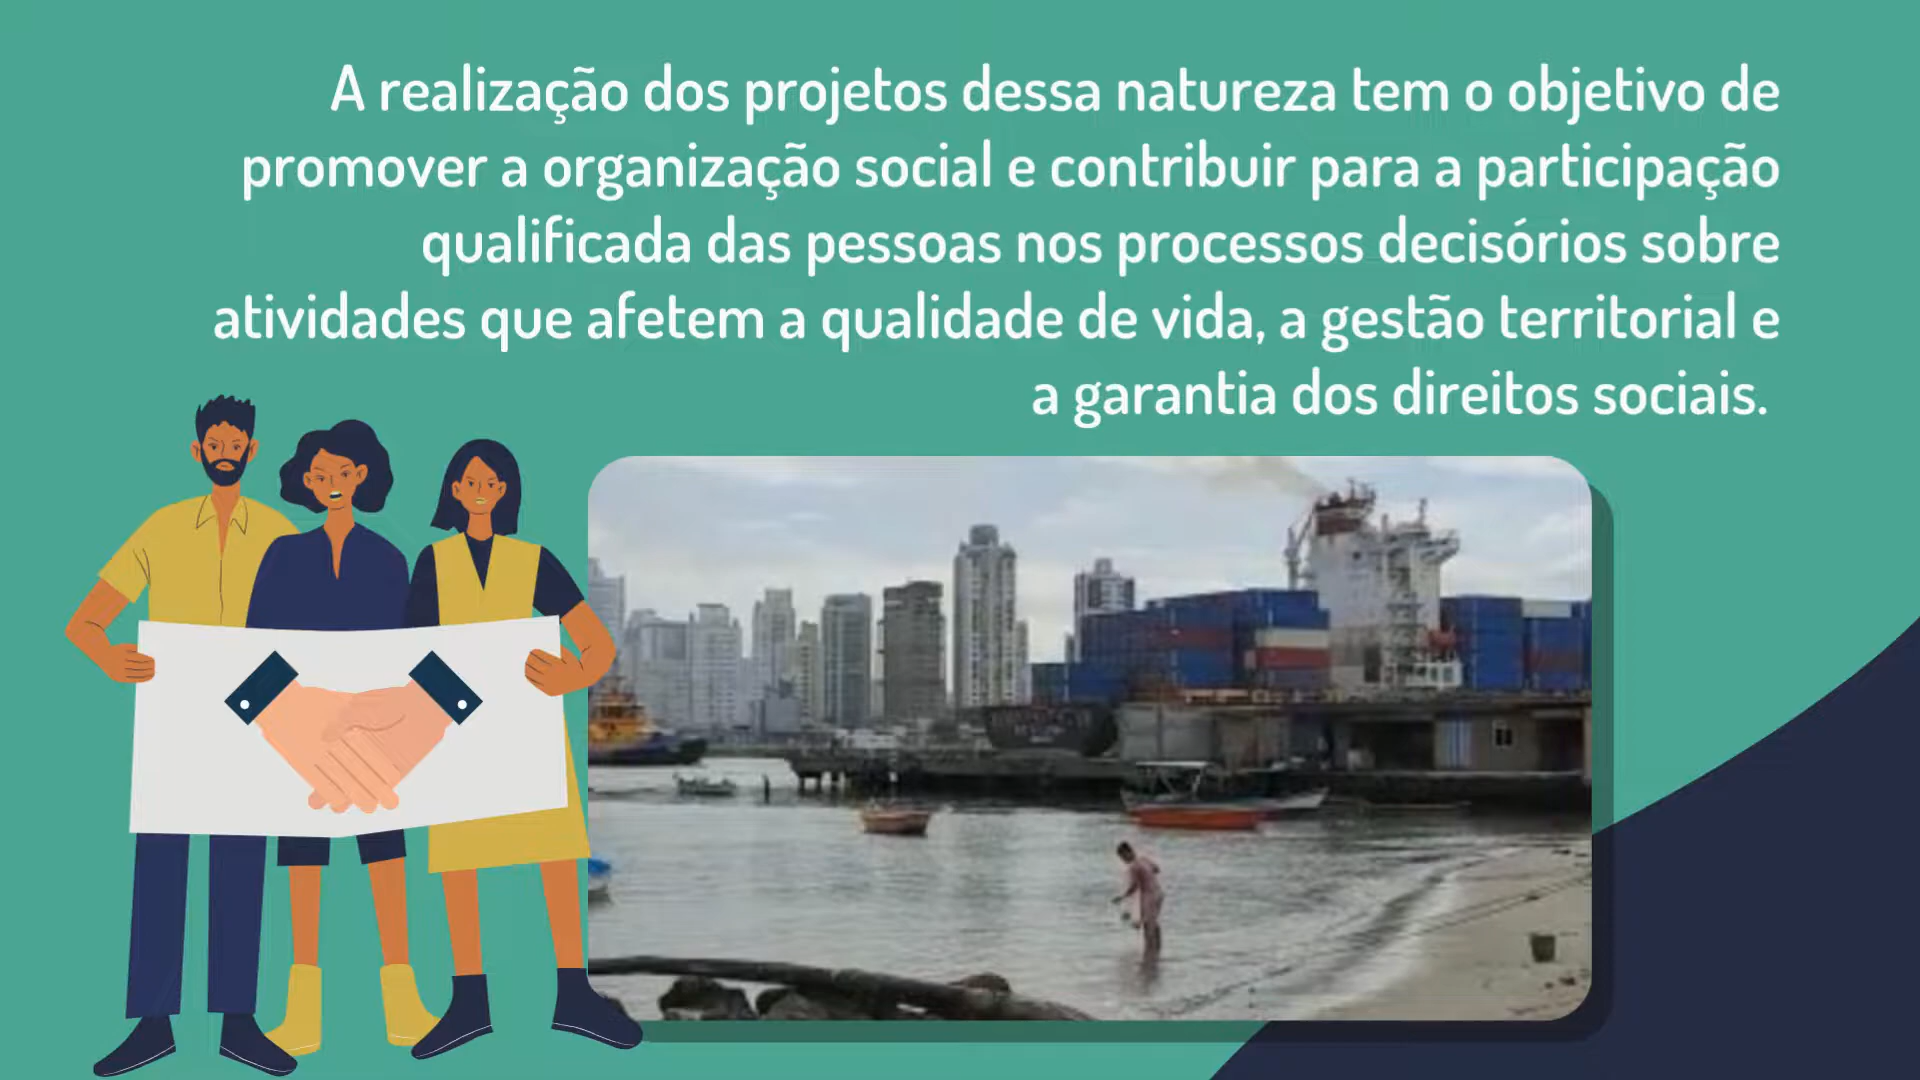 A realização dos projetos dessa natureza tem o objetivo de
promover a organização social e contribuir para a participação
qualificada das pessoas nos processos decisórios sobre
atividades que afetem a qualidade de vida, a gestão territorial e
a garantia dos direitos sociais.